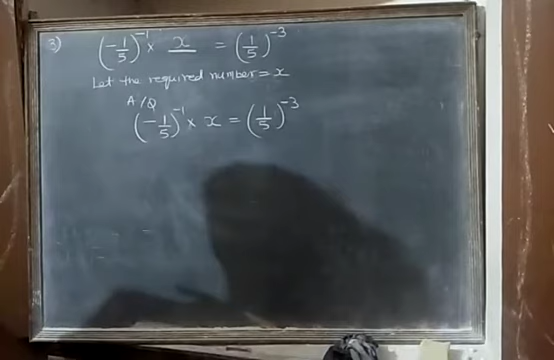 3) (-1/5)^-1 × x = (1/5)^-3
Let the required number = x
A/Q
(-1/5)^-1 × x = (1/5)^-3